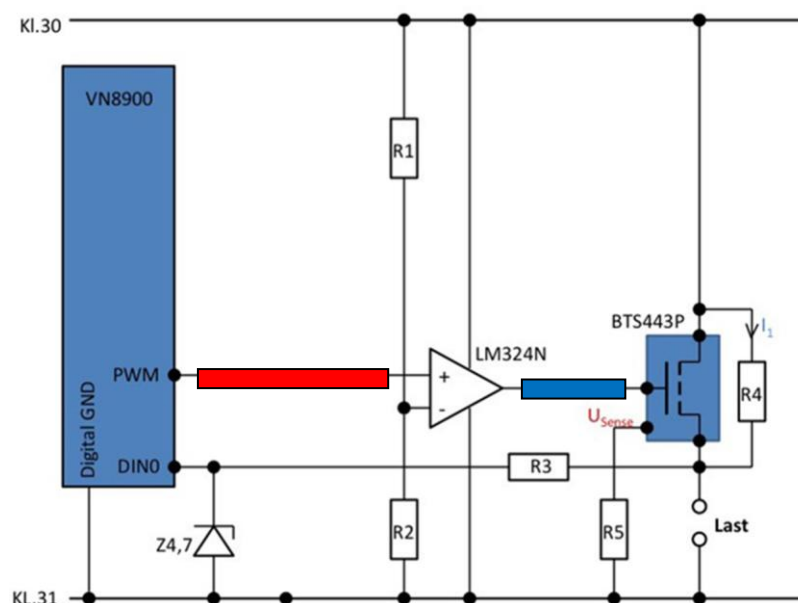 Kl.30
VN8900
R1
BTS443P
I1
LM324N
PWM
+
-
R4
USense
Digital GND
DIN0
R3
Last
Z4,7
R2
R5
KL.31